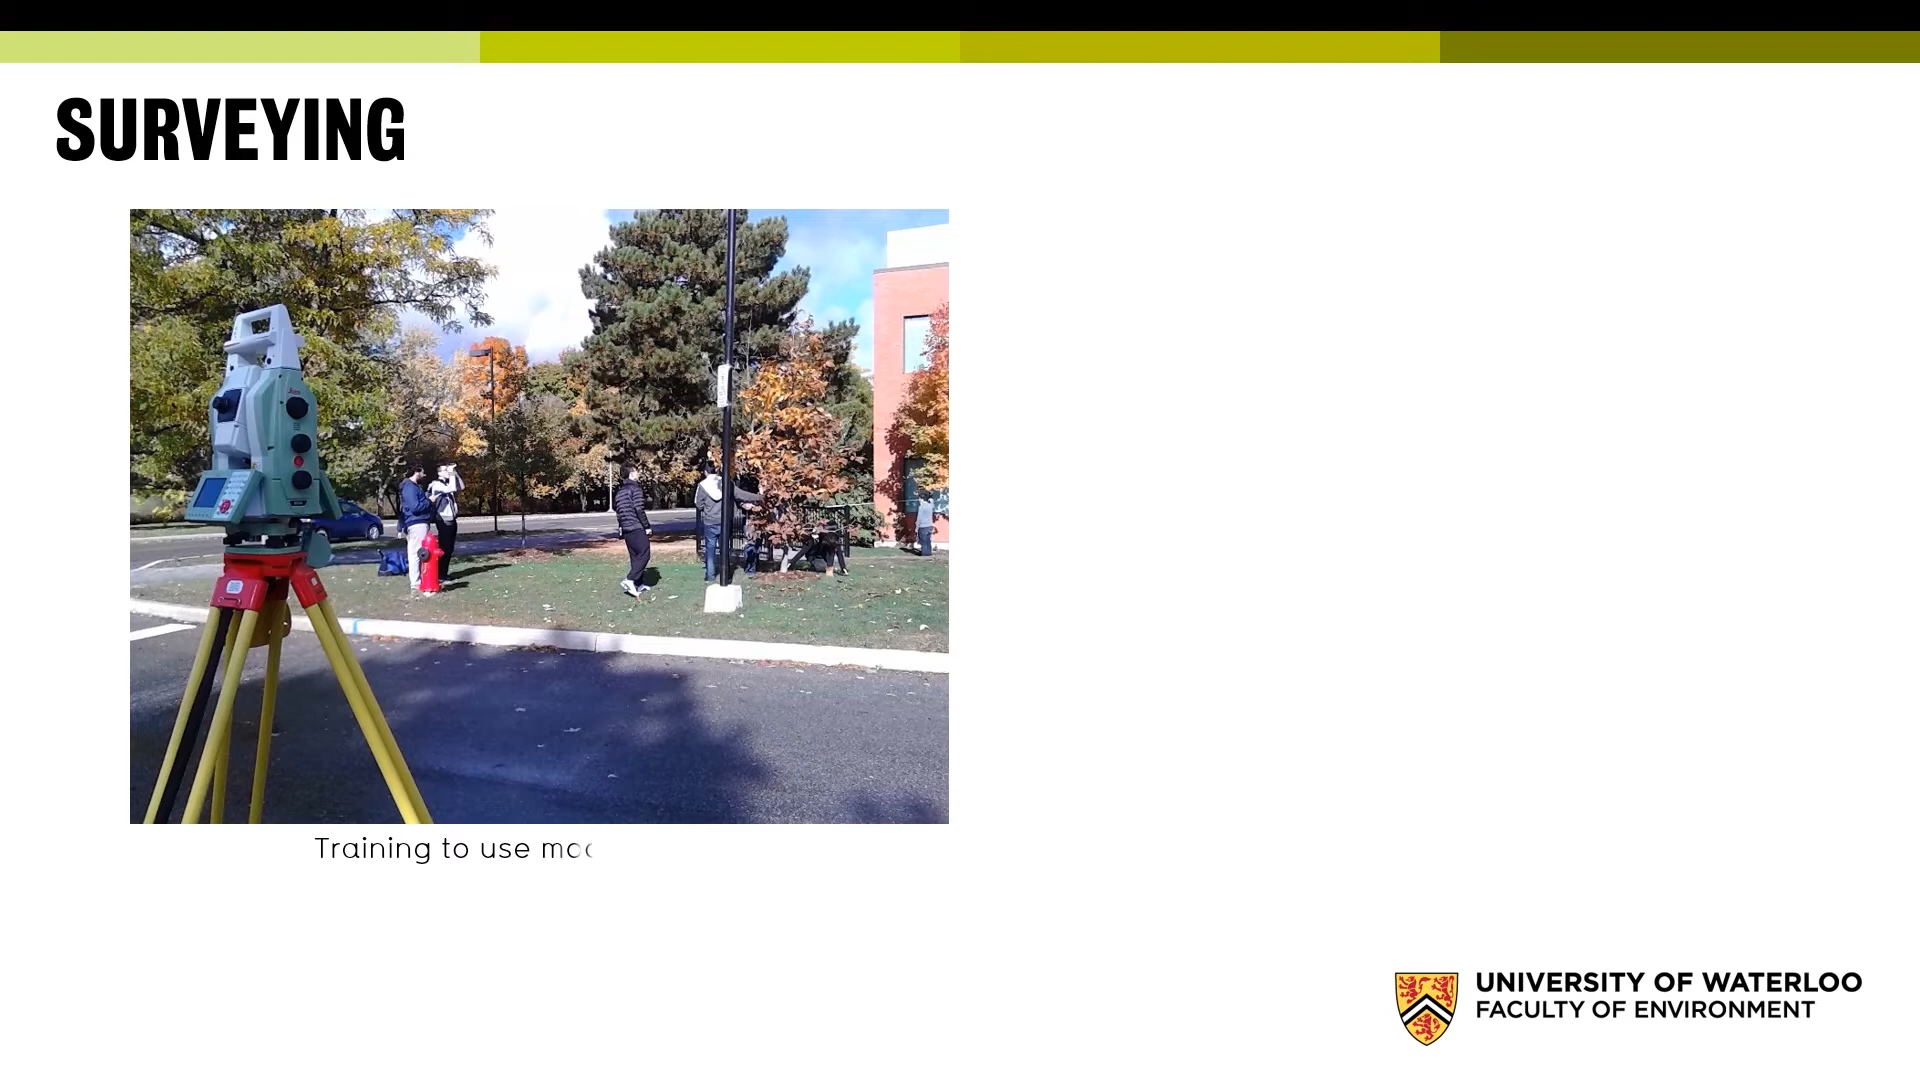 SURVEYING
Training to use
UNIVERSITY OF WATERLOO
FACULTY OF ENVIRONMENT